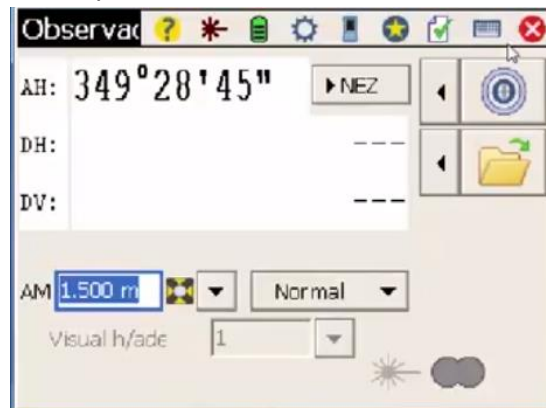 Observac
AH: 349°28'45" ▶NEZ
DH: ---
DV: ---
AM 1.500 m Normal
Visual h/ade 1